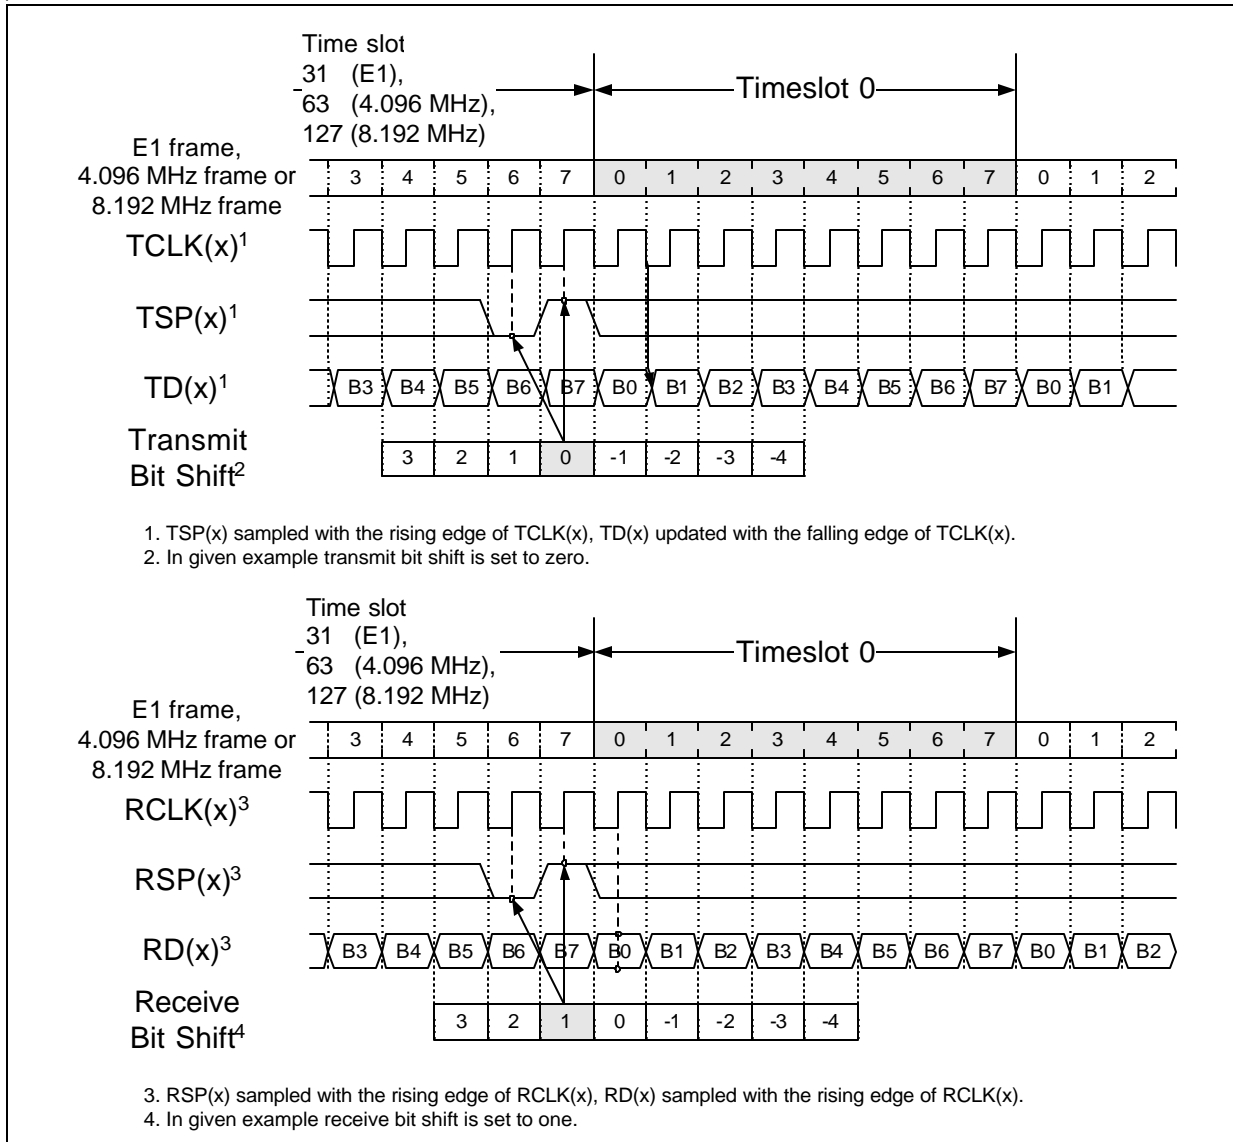 Time slot
31 (E1),
63 (4.096 MHz),
127 (8.192 MHz)
Timeslot 0
E1 frame,
4.096 MHz frame or
8.192 MHz frame
3 4 5 6 7 0 1 2 3 4 5 6 7 0 1 2
TCLK(x)1
TSP(x)1
TD(x)1
B3 B4 B5 B6 B7 B0 B1 B2 B3 B4 B5 B6 B7 B0 B1
Transmit
Bit Shift2
3 2 1 0 -1 -2 -3 -4
1. TSP(x) sampled with the rising edge of TCLK(x), TD(x) updated with the falling edge of TCLK(x).
2. In given example transmit bit shift is set to zero.
Time slot
31 (E1),
63 (4.096 MHz),
127 (8.192 MHz)
Timeslot 0
E1 frame,
4.096 MHz frame or
8.192 MHz frame
3 4 5 6 7 0 1 2 3 4 5 6 7 0 1 2
RCLK(x)3
RSP(x)3
RD(x)3
B3 B4 B5 B6 B7 B0 B1 B2 B3 B4 B5 B6 B7 B0 B1 B2
Receive
Bit Shift4
3 2 1 0 -1 -2 -3 -4
3. RSP(x) sampled with the rising edge of RCLK(x), RD(x) sampled with the rising edge of RCLK(x).
4. In given example receive bit shift is set to one.